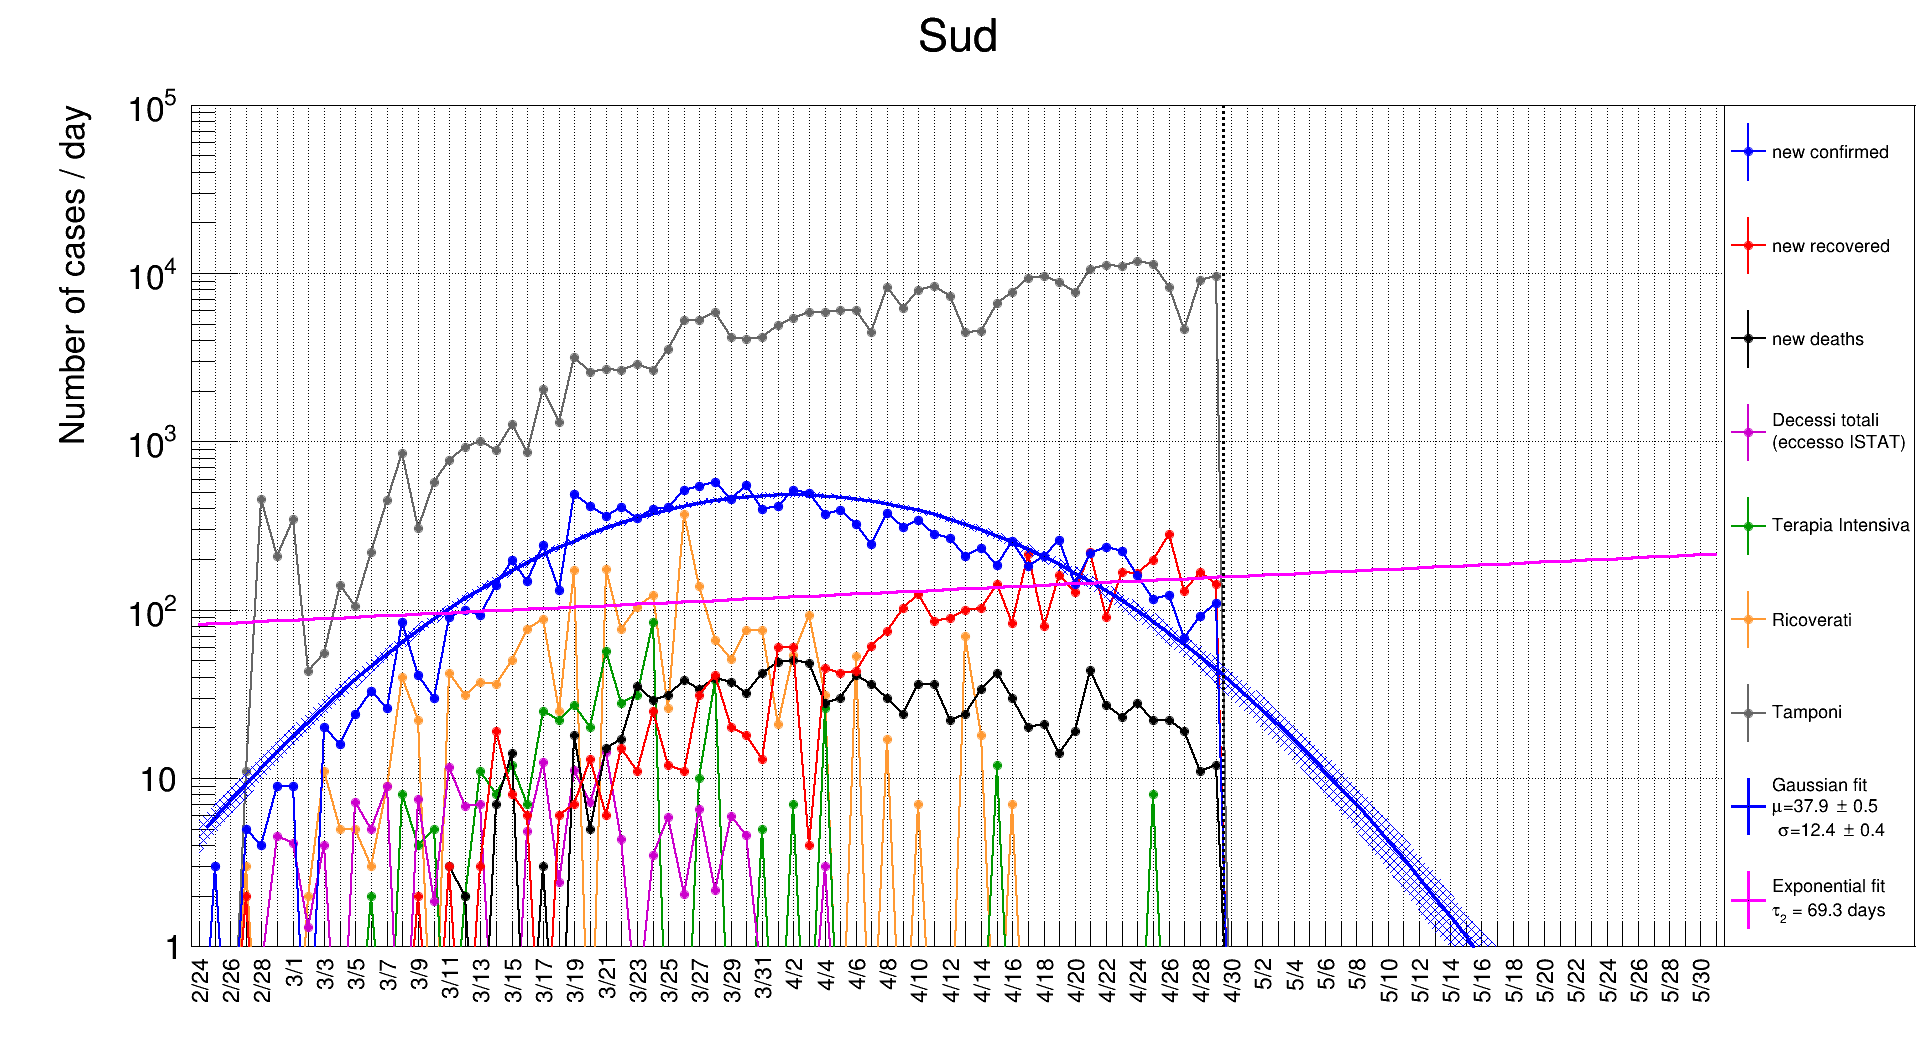 Sud
Number of cases / day
10^5
10^4
10^3
10^2
10
1
2/24 2/26 2/28 3/1 3/3 3/5 3/7 3/9 3/11 3/13 3/15 3/17 3/19 3/21 3/23 3/25 3/27 3/29 3/31 4/2 4/4 4/6 4/8 4/10 4/12 4/14 4/16 4/18 4/20 4/22 4/24 4/26 4/28 4/30 5/2 5/4 5/6 5/8 5/10 5/12 5/14 5/16 5/18 5/20 5/22 5/24 5/26 5/28 5/30
new confirmed
new recovered
new deaths
Decessi totali
(eccesso ISTAT)
Terapia Intensiva
Ricoverati
Tamponi
Gaussian fit
μ=37.9 ± 0.5
σ=12.4 ± 0.4
Exponential fit
τ₂ = 69.3 days